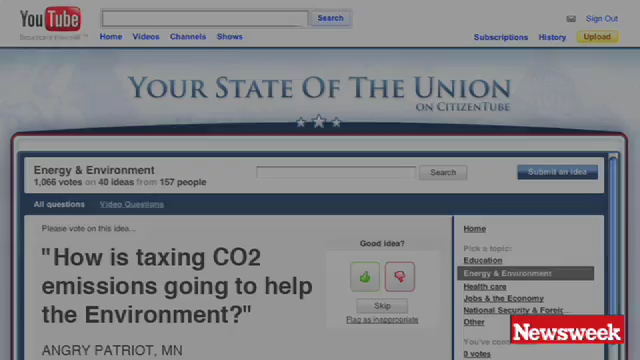 YouTube
Broadcast Yourself™
Search
Sign Out
Home Videos Channels Shows
Subscriptions History Upload
YOUR STATE OF THE UNION
ON CITIZENTUBE
Energy & Environment
1,066 votes on 40 ideas from 157 people
Search
Submit an idea
All questions Video Questions
Please vote on this idea...
"How is taxing CO2
emissions going to help
the Environment?"
ANGRY PATRIOT, MN
Good idea?
Skip
Flag as inappropriate
Home
Pick a topic:
Education
Energy & Environment
Health care
Jobs & the Economy
National Security & Foreig
Other
You've
0 votes
Newsweek